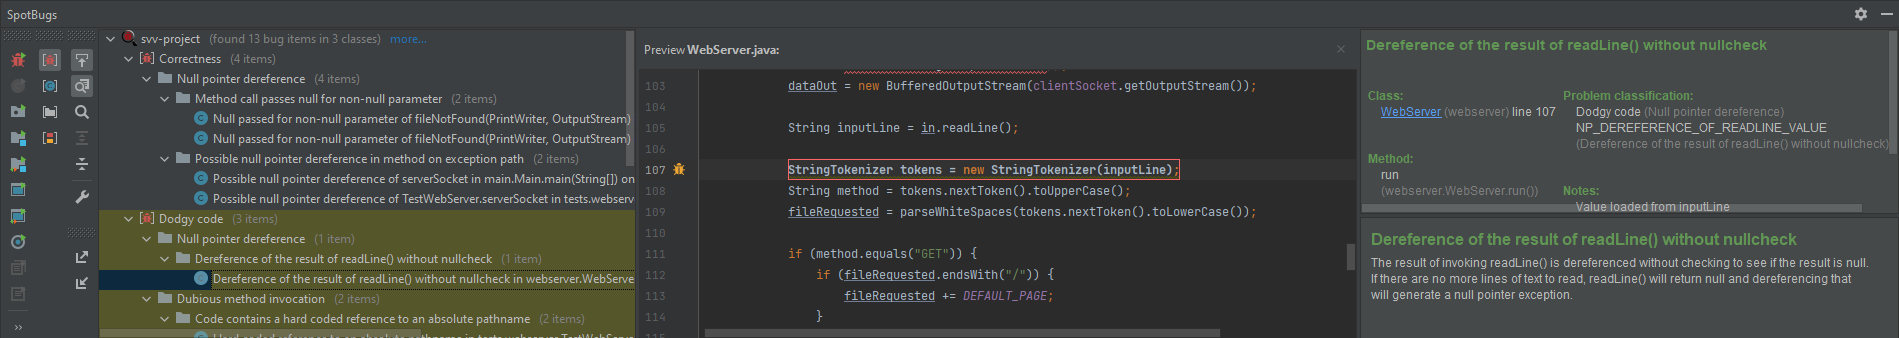 SpotBugs
svv-project (found 13 bug items in 3 classes) more...
Correctness (4 items)
Null pointer dereference (4 items)
Method call passes null for non-null parameter (2 items)
Null passed for non-null parameter of fileNotFound(PrintWriter, OutputStream)
Null passed for non-null parameter of fileNotFound(PrintWriter, OutputStream)
Possible null pointer dereference in method on exception path (2 items)
Possible null pointer dereference of serverSocket in main.Main.main(String[]) on
Possible null pointer dereference of TestWebServer.serverSocket in tests.webserv
Dodgy code (3 items)
Null pointer dereference (1 item)
Dereference of the result of readLine() without nullcheck (1 item)
Dereference of the result of readLine() without nullcheck in webserver.WebServe
Dubious method invocation (2 items)
Code contains a hard coded reference to an absolute pathname (2 items)
Hard coded reference to an absolute pathname in tests.webserver.TestWebSer
Preview WebServer.java:
103 dataOut = new BufferedOutputStream(clientSocket.getOutputStream());
104
105 String inputLine = in.readLine();
106
107 StringTokenizer tokens = new StringTokenizer(inputLine);
108 String method = tokens.nextToken().toUpperCase();
109 fileRequested = parseWhiteSpaces(tokens.nextToken().toLowerCase());
110
111 if (method.equals("GET")) {
112 if (fileRequested.endsWith("/")) {
113 fileRequested += DEFAULT_PAGE;
114 }
115
Dereference of the result of readLine() without nullcheck
Class:
WebServer (webserver) line 107
Method:
run
(webserver.WebServer.run())
Problem classification:
Dodgy code (Null pointer dereference)
NP_DEREFERENCE_OF_READLINE_VALUE
(Dereference of the result of readLine() without nullcheck)
Notes:
Value loaded from inputLine
Dereference of the result of readLine() without nullcheck
The result of invoking readLine() is dereferenced without checking to see if the result is null.
If there are no more lines of text to read, readLine() will return null and dereferencing that
will generate a null pointer exception.